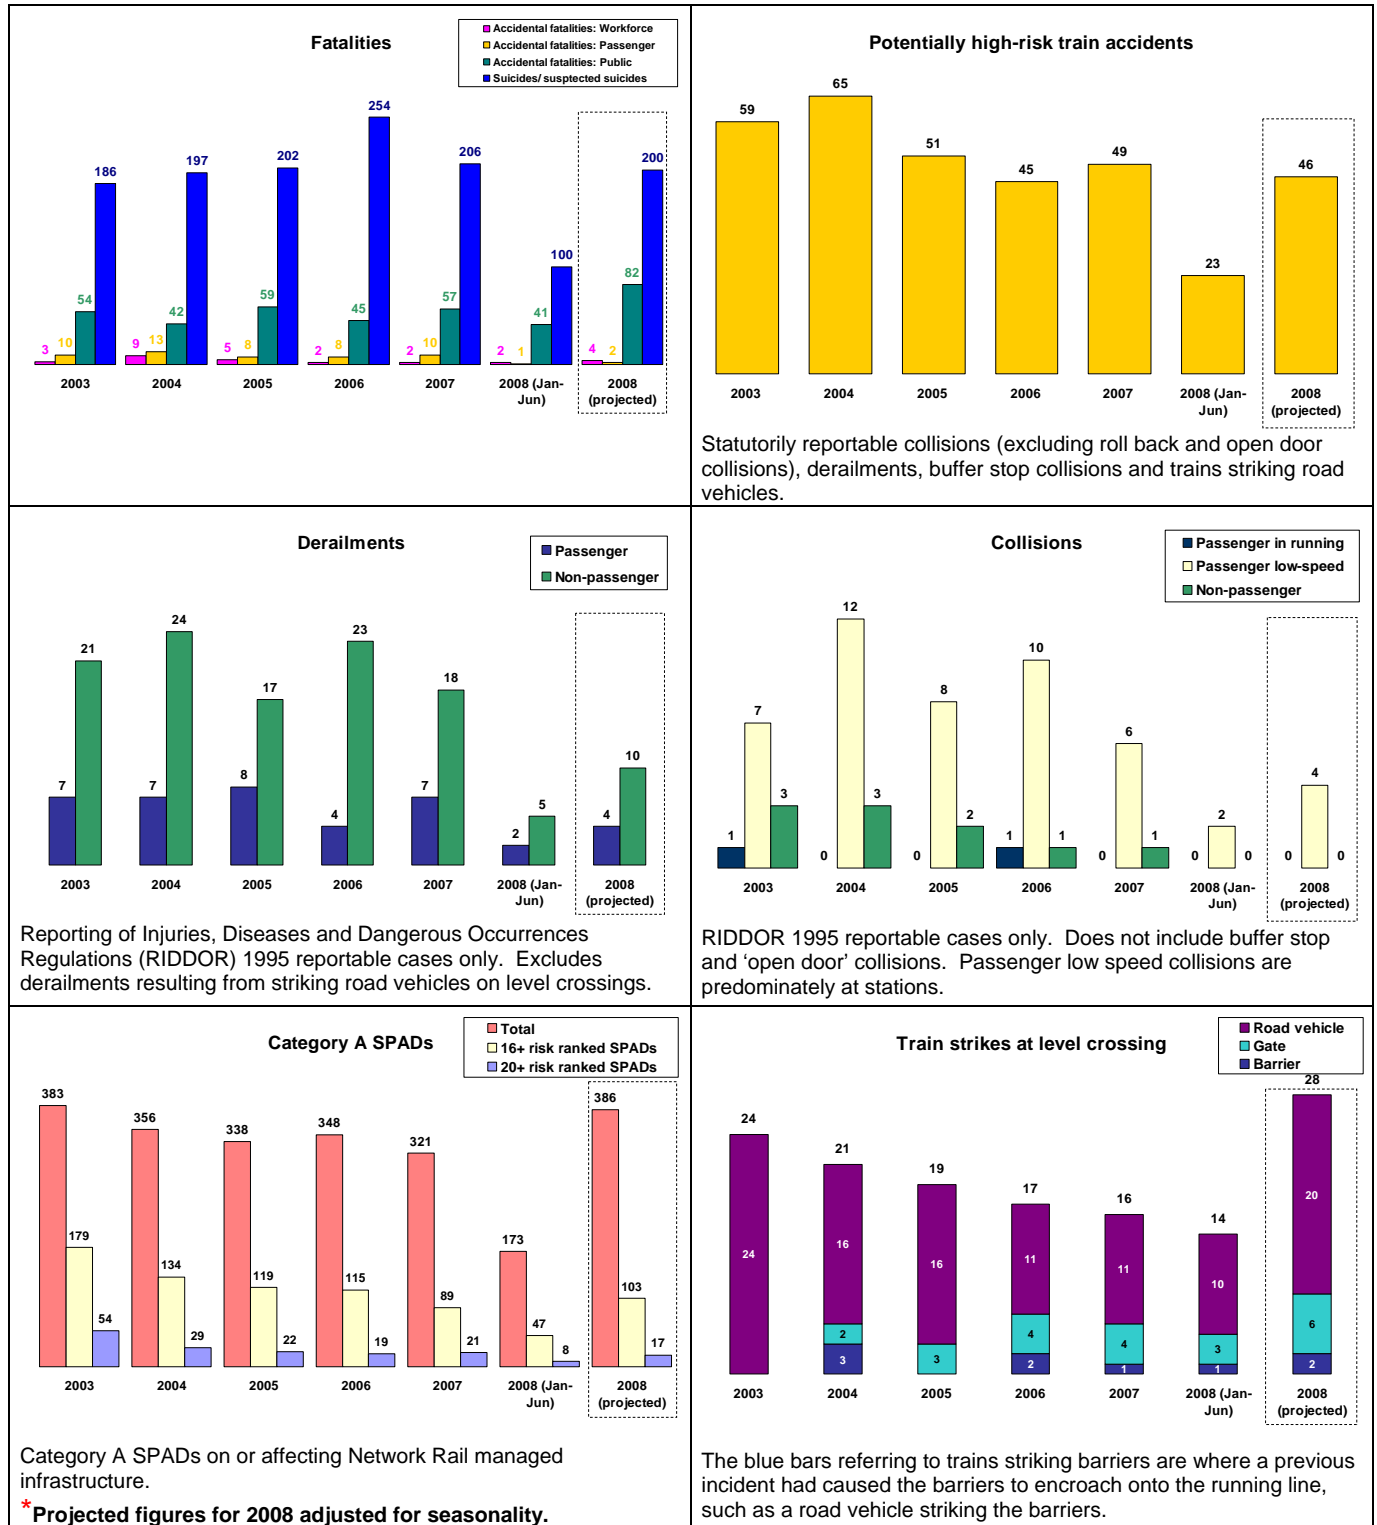 Fatalities
Accidental fatalities: Workforce
Accidental fatalities: Passenger
Accidental fatalities: Public
Suicides/ susptected suicides
3 10 54 186
9 13 42 197
5 8 59 202
2 8 45 254
2 10 57 206
2 1 41 100
4 2 82 200
2003 2004 2005 2006 2007 2008 (Jan-Jun) 2008 (projected)
Potentially high-risk train accidents
59 65 51 45 49 23 46
2003 2004 2005 2006 2007 2008 (Jan-Jun) 2008 (projected)
Statutorily reportable collisions (excluding roll back and open door
collisions), derailments, buffer stop collisions and trains striking road
vehicles.
Derailments
Passenger
Non-passenger
7 21
7 24
8 17
4 23
7 18
2 5
4 10
2003 2004 2005 2006 2007 2008 (Jan-Jun) 2008 (projected)
Reporting of Injuries, Diseases and Dangerous Occurrences
Regulations (RIDDOR) 1995 reportable cases only.  Excludes
derailments resulting from striking road vehicles on level crossings.
Collisions
Passenger in running
Passenger low-speed
Non-passenger
1 7 3
0 12 3
0 8 2
1 10 1
0 6 1
0 2 0
0 4 0
2003 2004 2005 2006 2007 2008 (Jan-Jun) 2008 (projected)
RIDDOR 1995 reportable cases only.  Does not include buffer stop
and ‘open door’ collisions.  Passenger low speed collisions are
predominately at stations.
Category A SPADs
Total
16+ risk ranked SPADs
20+ risk ranked SPADs
383 179 54
356 134 29
338 119 22
348 115 19
321 89 21
173 47 8
386 103 17
2003 2004 2005 2006 2007 2008 (Jan-Jun) 2008 (projected)
Category A SPADs on or affecting Network Rail managed
infrastructure.
*Projected figures for 2008 adjusted for seasonality.
Train strikes at level crossing
Road vehicle
Gate
Barrier
24 24
21 16 2 3
19 16 3
17 11 4 2
16 11 4 1
14 10 3 1
28 20 6 2
2003 2004 2005 2006 2007 2008 (Jan-Jun) 2008 (projected)
The blue bars referring to trains striking barriers are where a previous
incident had caused the barriers to encroach onto the running line,
such as a road vehicle striking the barriers.